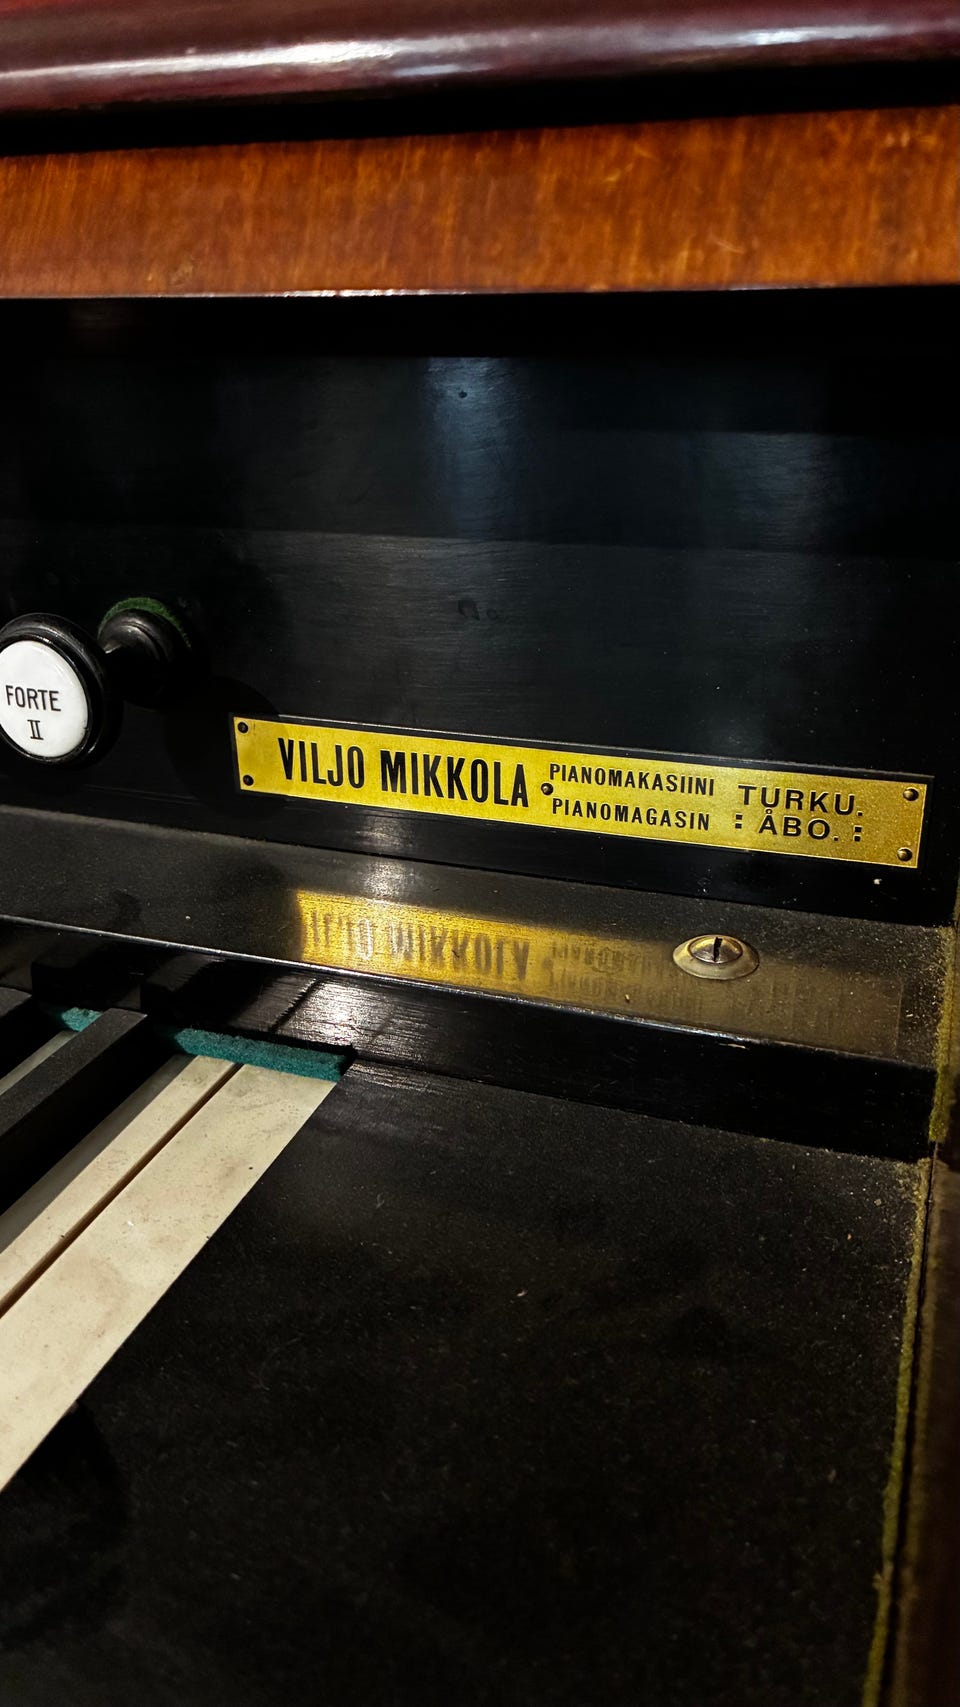 FORTE
II
VILJO MIKKOLA
PIANOMAKASIINI
PIANOMAGASIN
TURKU.
: ÅBO. :